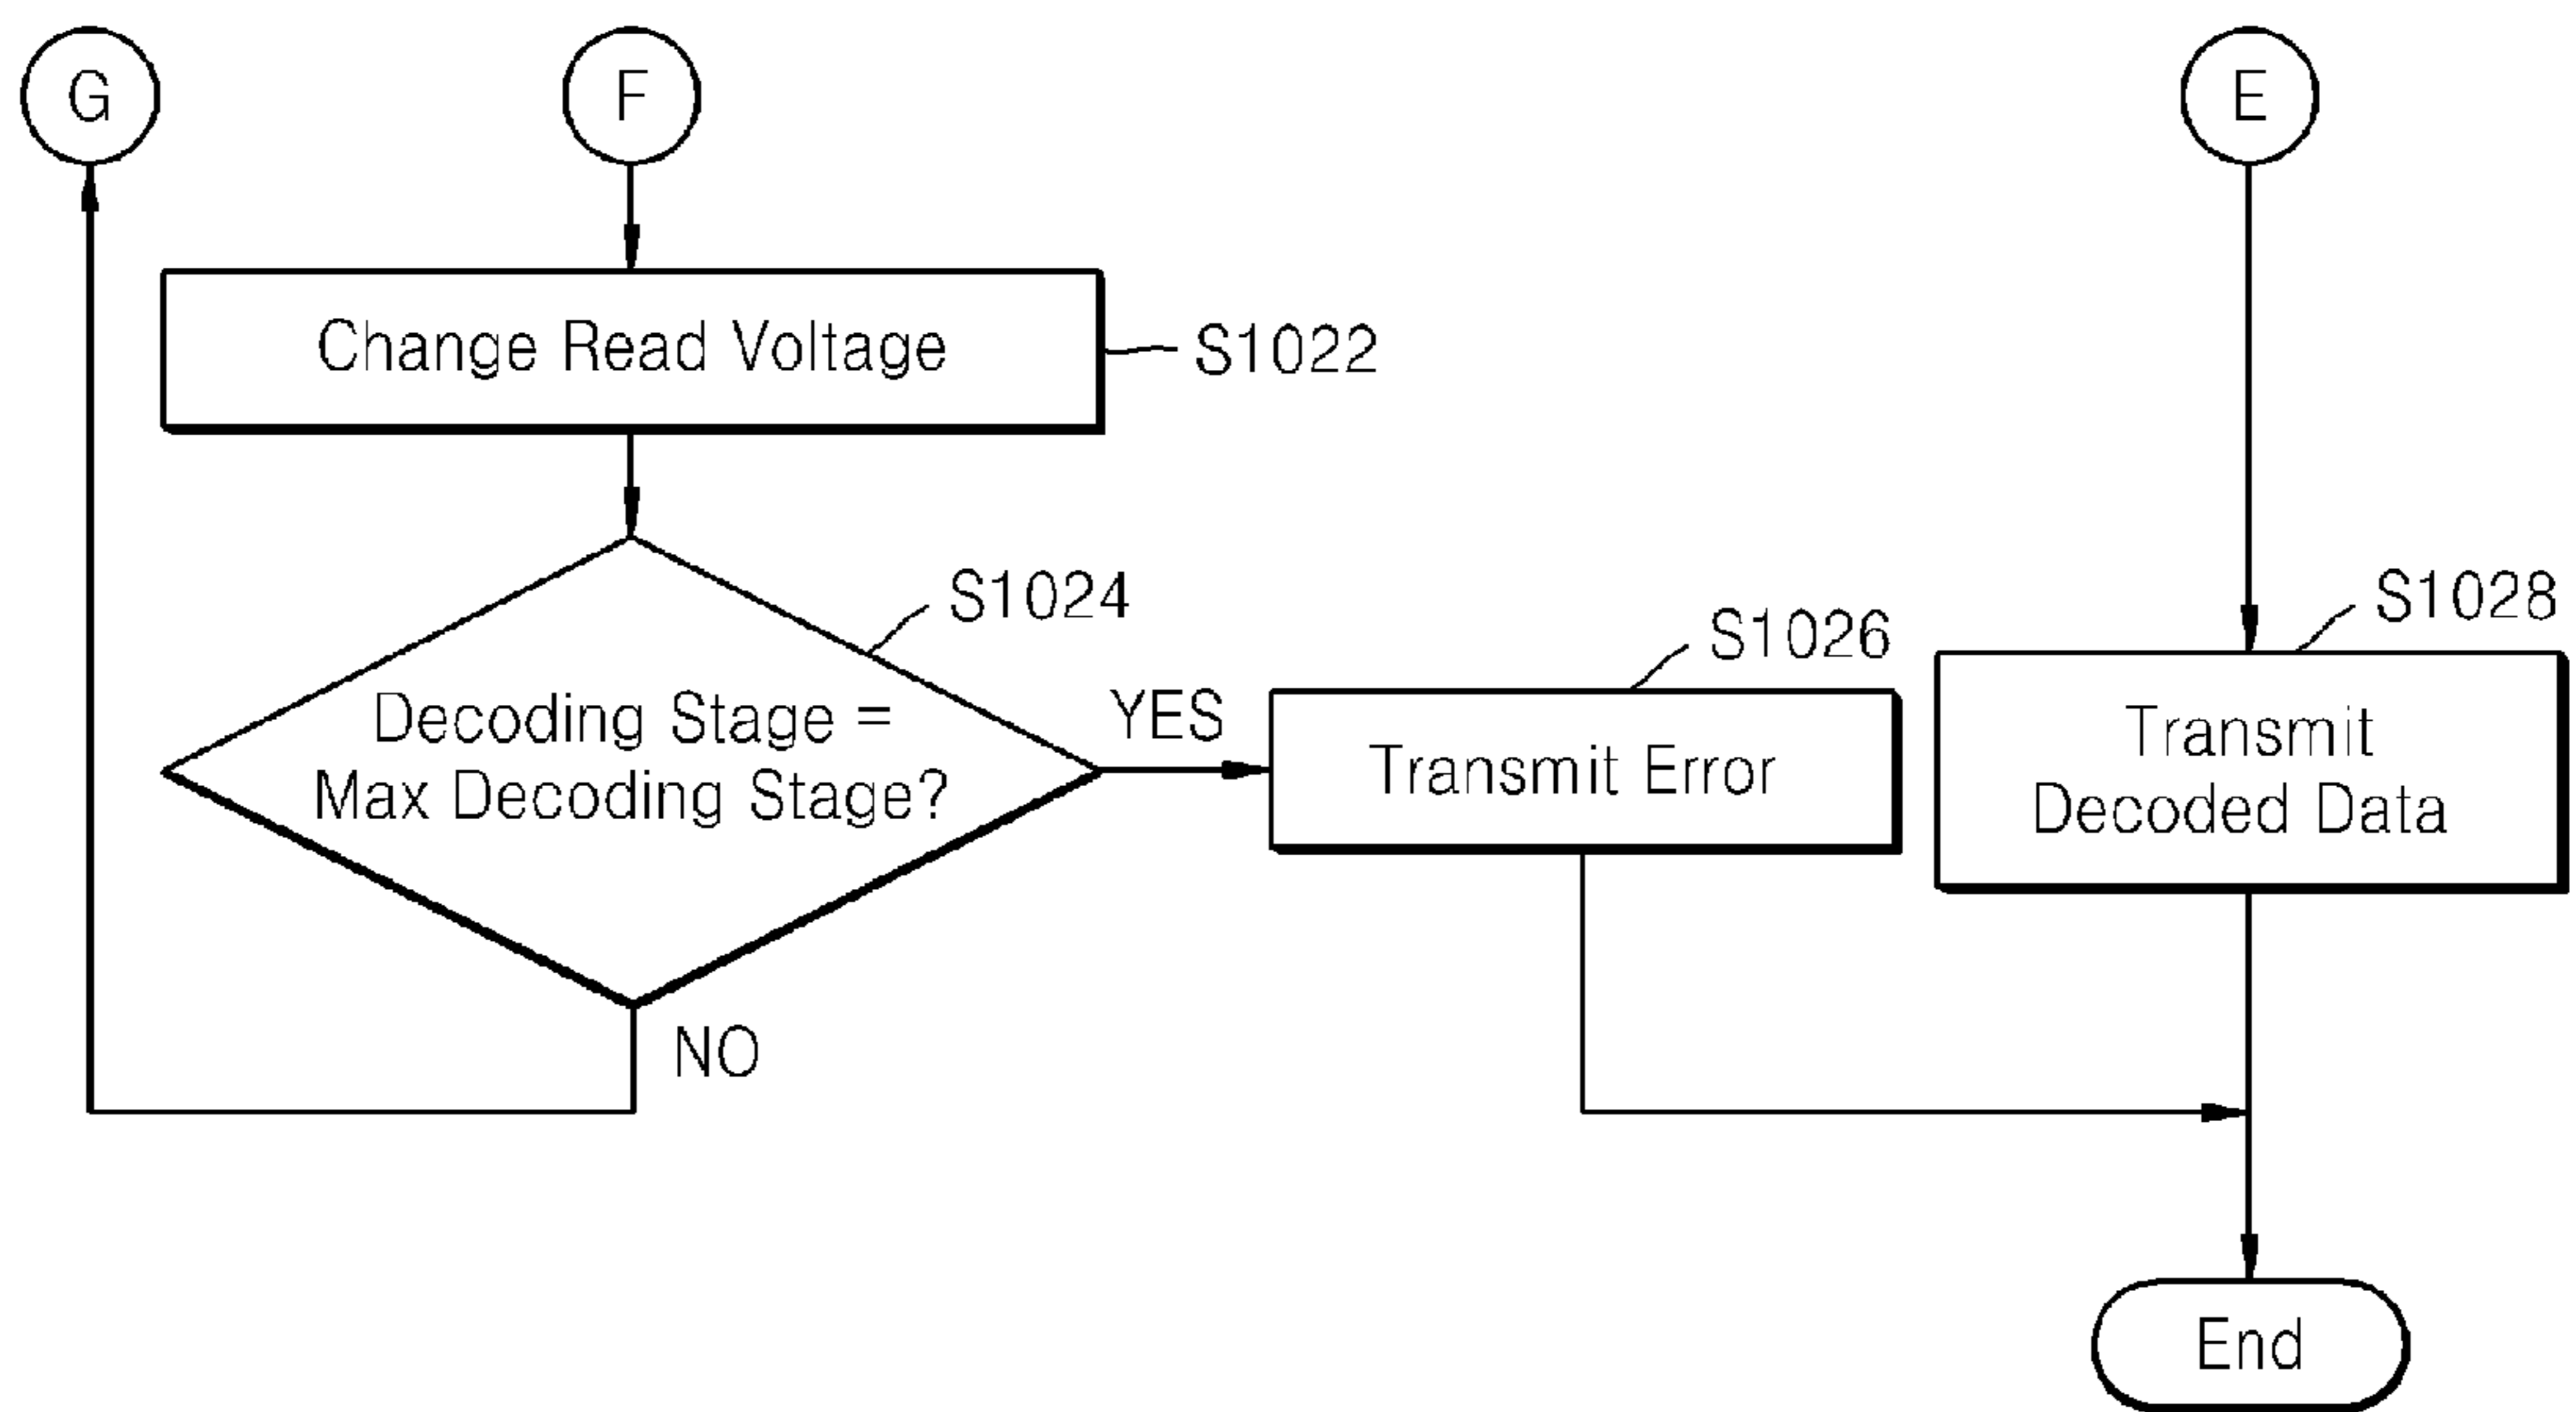 G
F
E
Change Read Voltage
S1022
S1024
Decoding Stage =
Max Decoding Stage?
YES
NO
S1026
Transmit Error
S1028
Transmit
Decoded Data
End